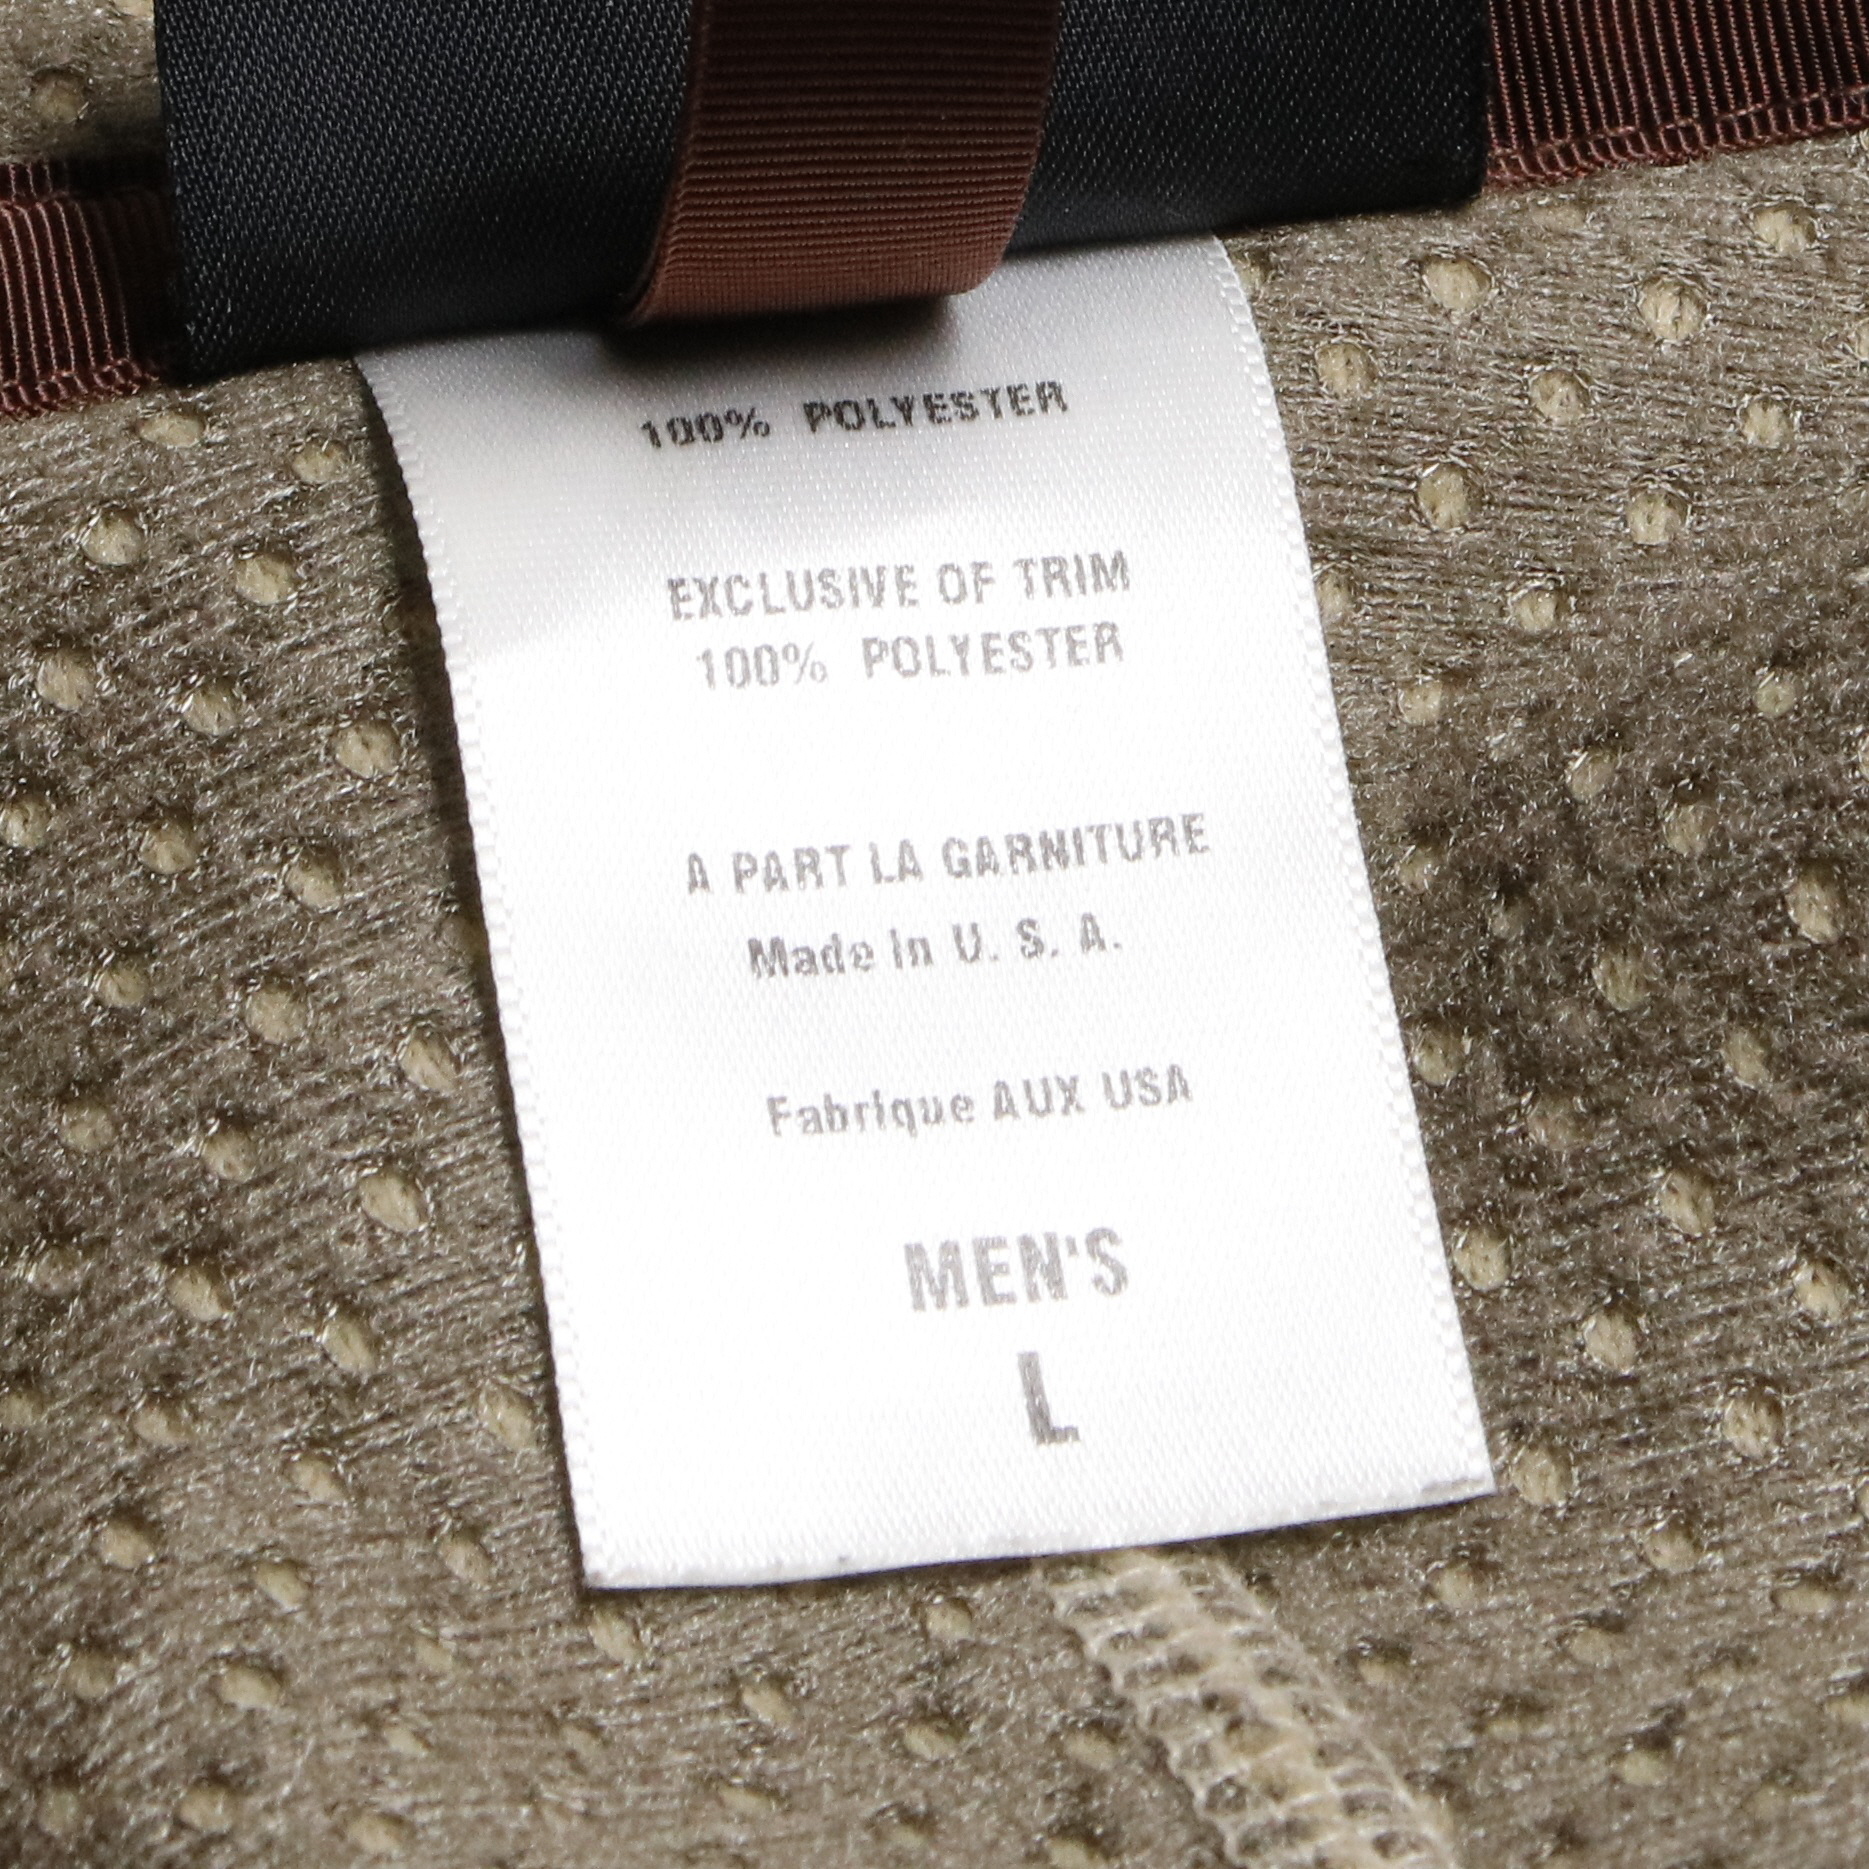 100% POLYESTER
EXCLUSIVE OF TRIM
100% POLYESTER
A PART LA GARNITURE
Made in U. S. A.
Fabrique AUX USA
MEN'S
L